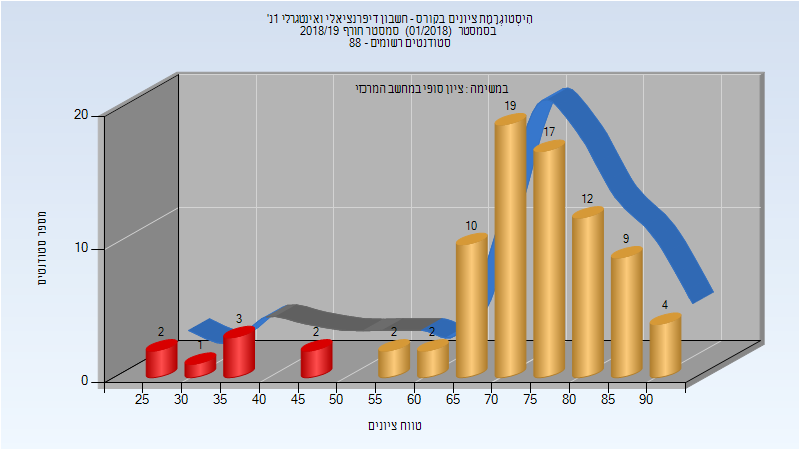 הִיסְטוֹגְרָמַת ציונים בקורס - חשבון דיפרנציאלי ואינטגרלי 1נ'
בסמסטר (01/2018) סמסטר חורף 2018/19
סטודנטים רשומים - 88
במשימה : ציון סופי במחשב המרכזי
מספר סטודנטים
20
10
0
2
1
3
2
2
2
10
19
17
12
9
4
25 30 35 40 45 50 55 60 65 70 75 80 85 90
טווח ציונים